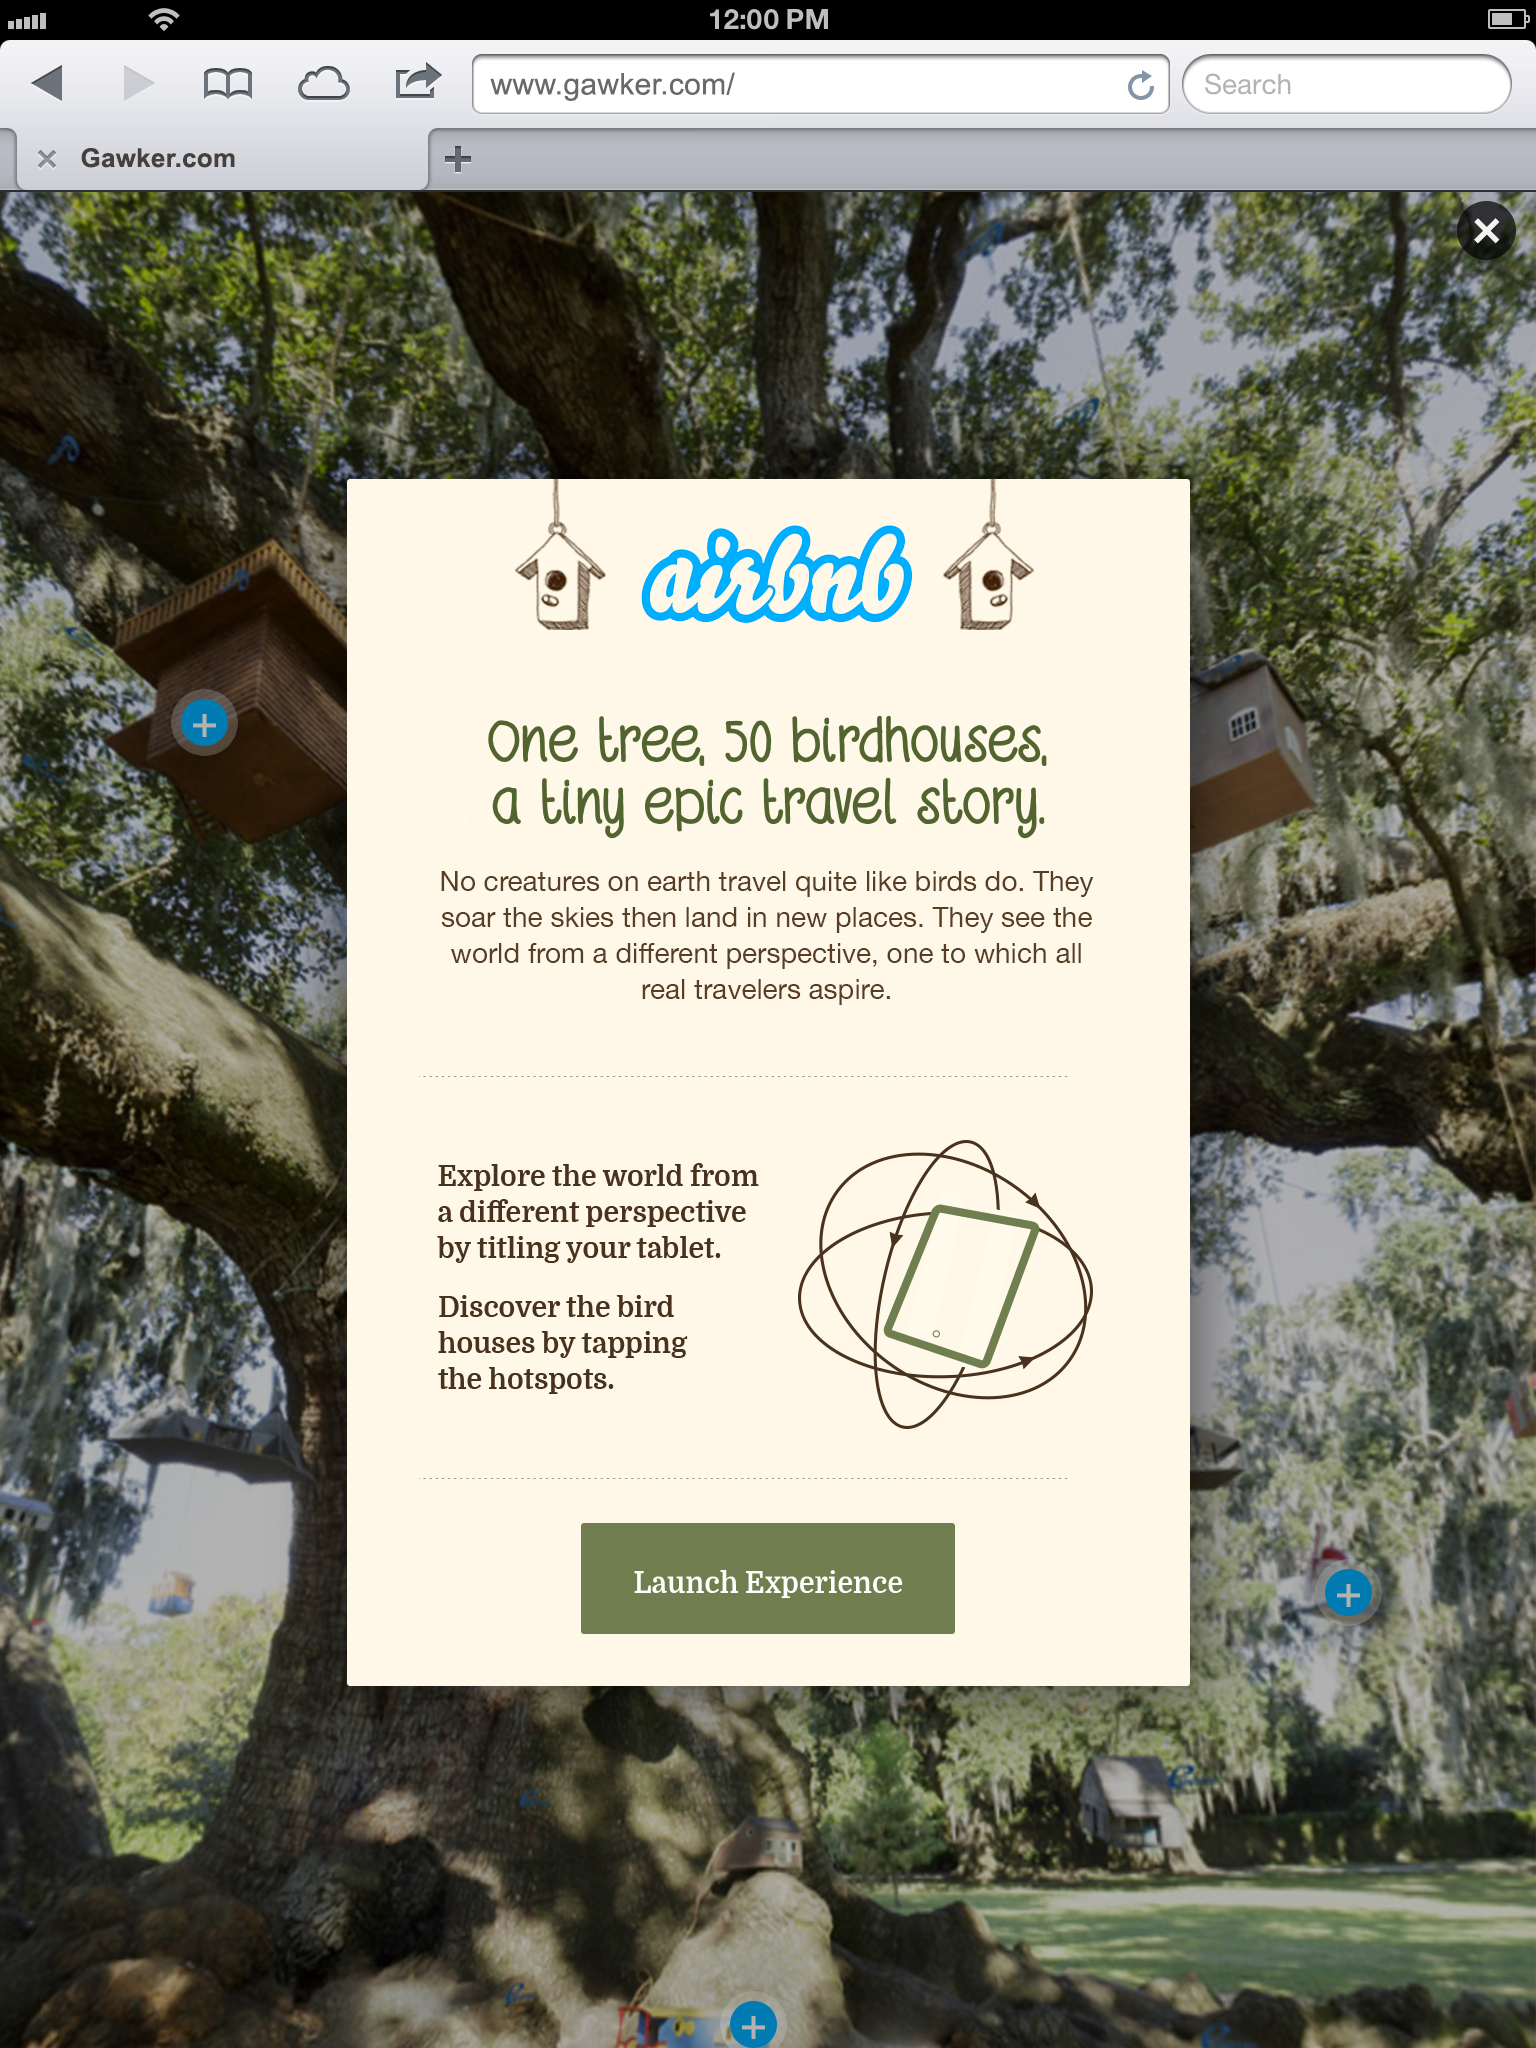 12:00 PM
www.gawker.com/
Search
Gawker.com
airbnb
One tree, 50 birdhouses,
a tiny epic travel story.
No creatures on earth travel quite like birds do. They
soar the skies then land in new places. They see the
world from a different perspective, one to which all
real travelers aspire.
Explore the world from
a different perspective
by titling your tablet.
Discover the bird
houses by tapping
the hotspots.
Launch Experience